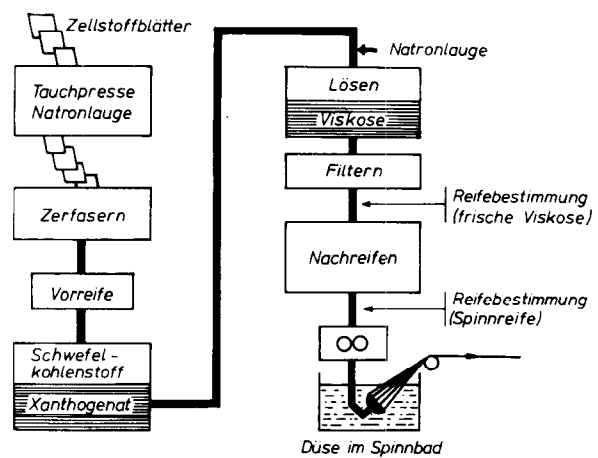 Zellstoffblätter
Tauchpresse
Natronlauge
Zerfasern
Vorreife
Schwefel-
kohlenstoff
Xanthogenat
Natronlauge
Lösen
Viskose
Filtern
Reifebestimmung
(frische Viskose)
Nachreifen
Reifebestimmung
(Spinnreife)
Düse im Spinnbad